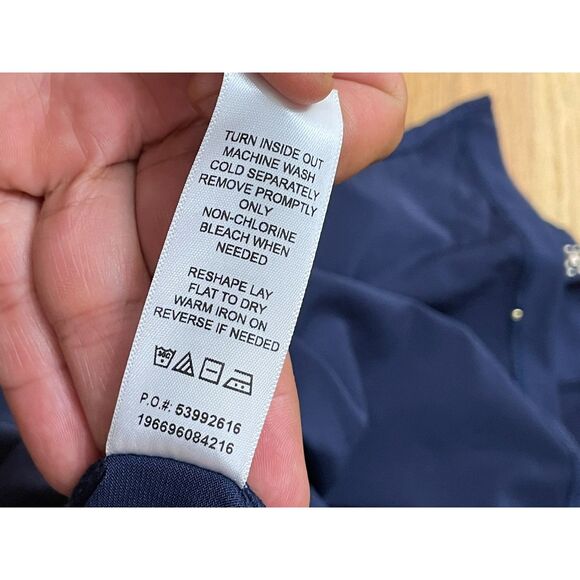 TURN INSIDE OUT
MACHINE WASH
COLD SEPARATELY
REMOVE PROMPTLY
ONLY
NON-CHLORINE
BLEACH WHEN
NEEDED
RESHAPE LAY
FLAT TO DRY
WARM IRON ON
REVERSE IF NEEDED
P.O.#: 53992616
196696084216